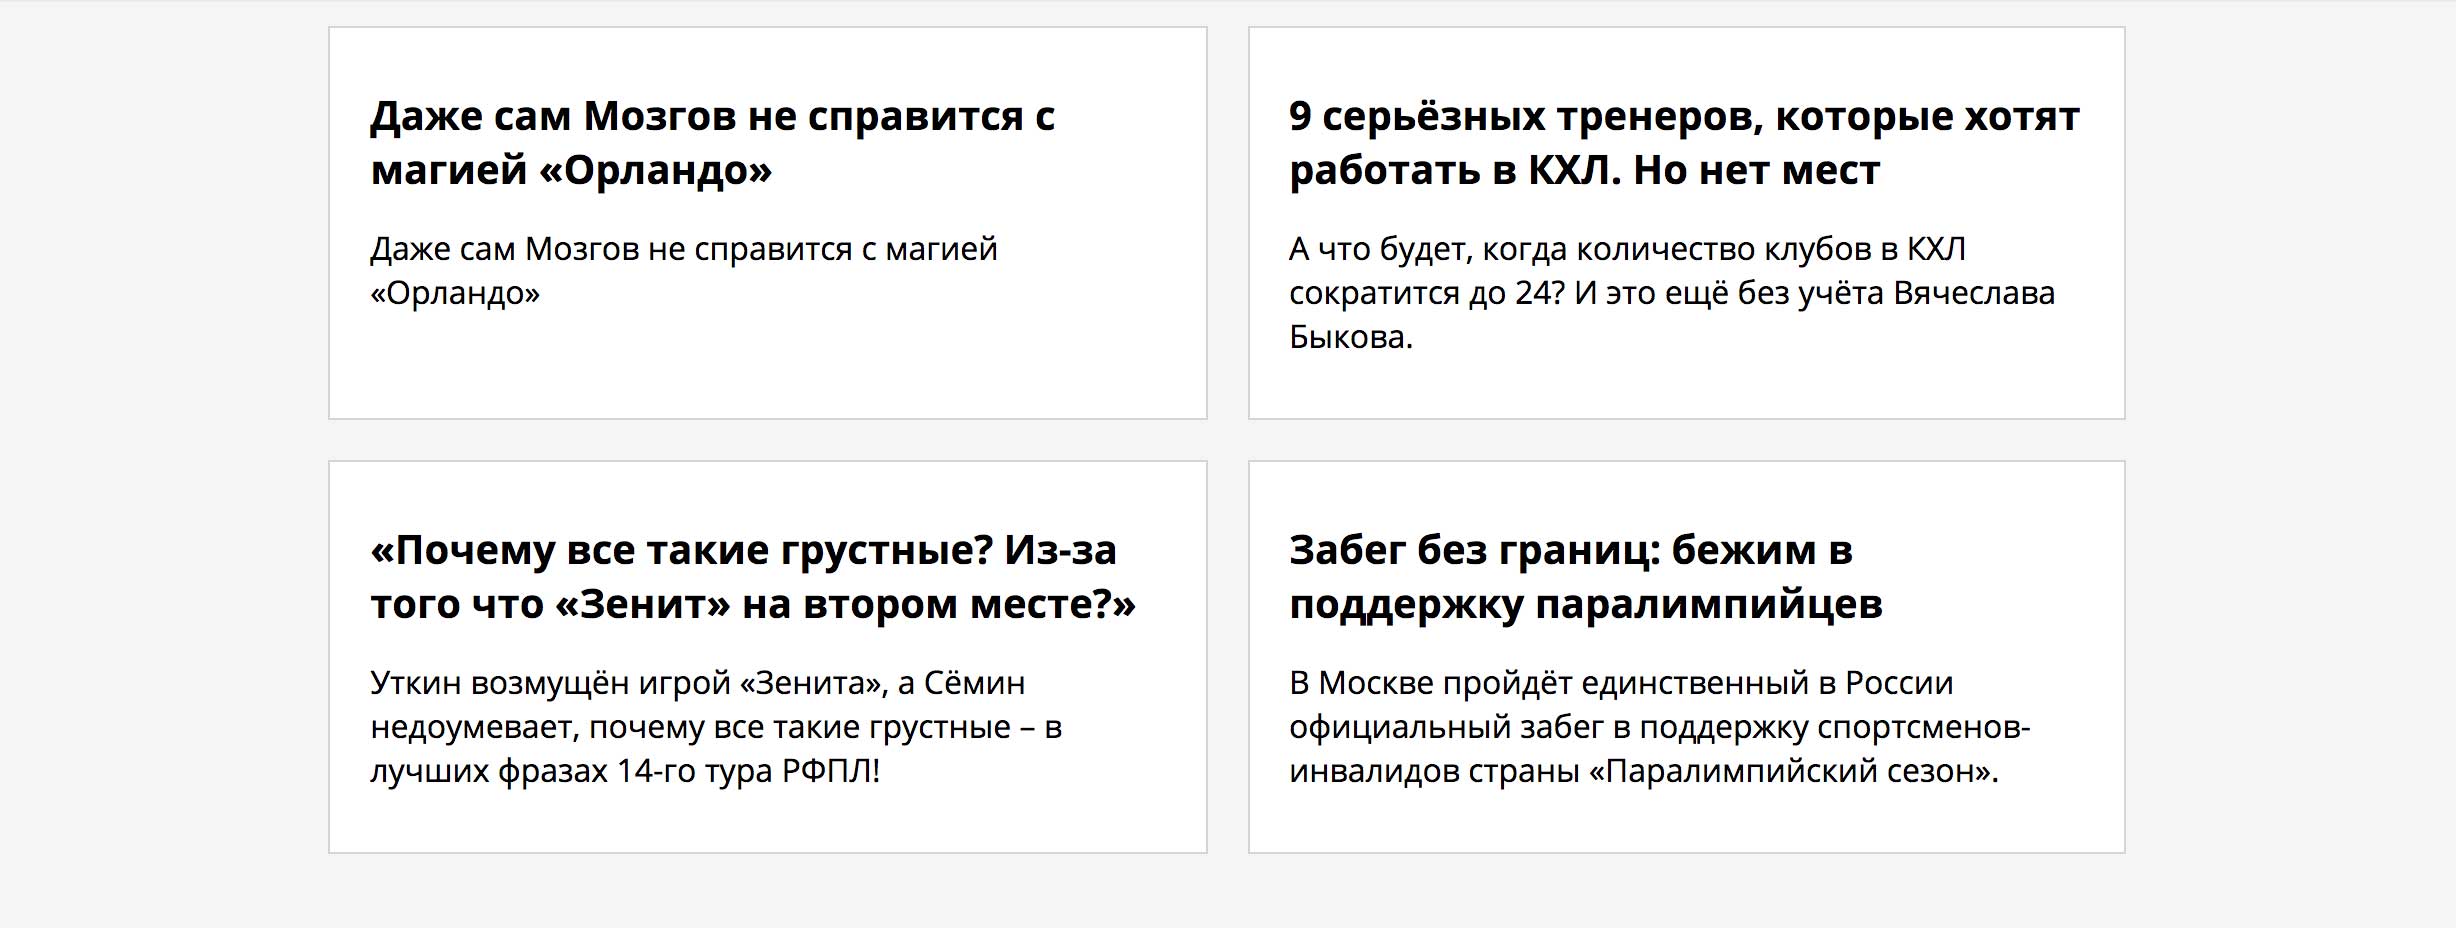 Даже сам Мозгов не справится с
магией «Орландо»
Даже сам Мозгов не справится с магией
«Орландо»
9 серьёзных тренеров, которые хотят
работать в КХЛ. Но нет мест
А что будет, когда количество клубов в КХЛ
сократится до 24? И это ещё без учёта Вячеслава
Быкова.
«Почему все такие грустные? Из-за
того что «Зенит» на втором месте?»
Уткин возмущён игрой «Зенита», а Сёмин
недоумевает, почему все такие грустные – в
лучших фразах 14-го тура РФПЛ!
Забег без границ: бежим в
поддержку паралимпийцев
В Москве пройдёт единственный в России
официальный забег в поддержку спортсменов-
инвалидов страны «Паралимпийский сезон».